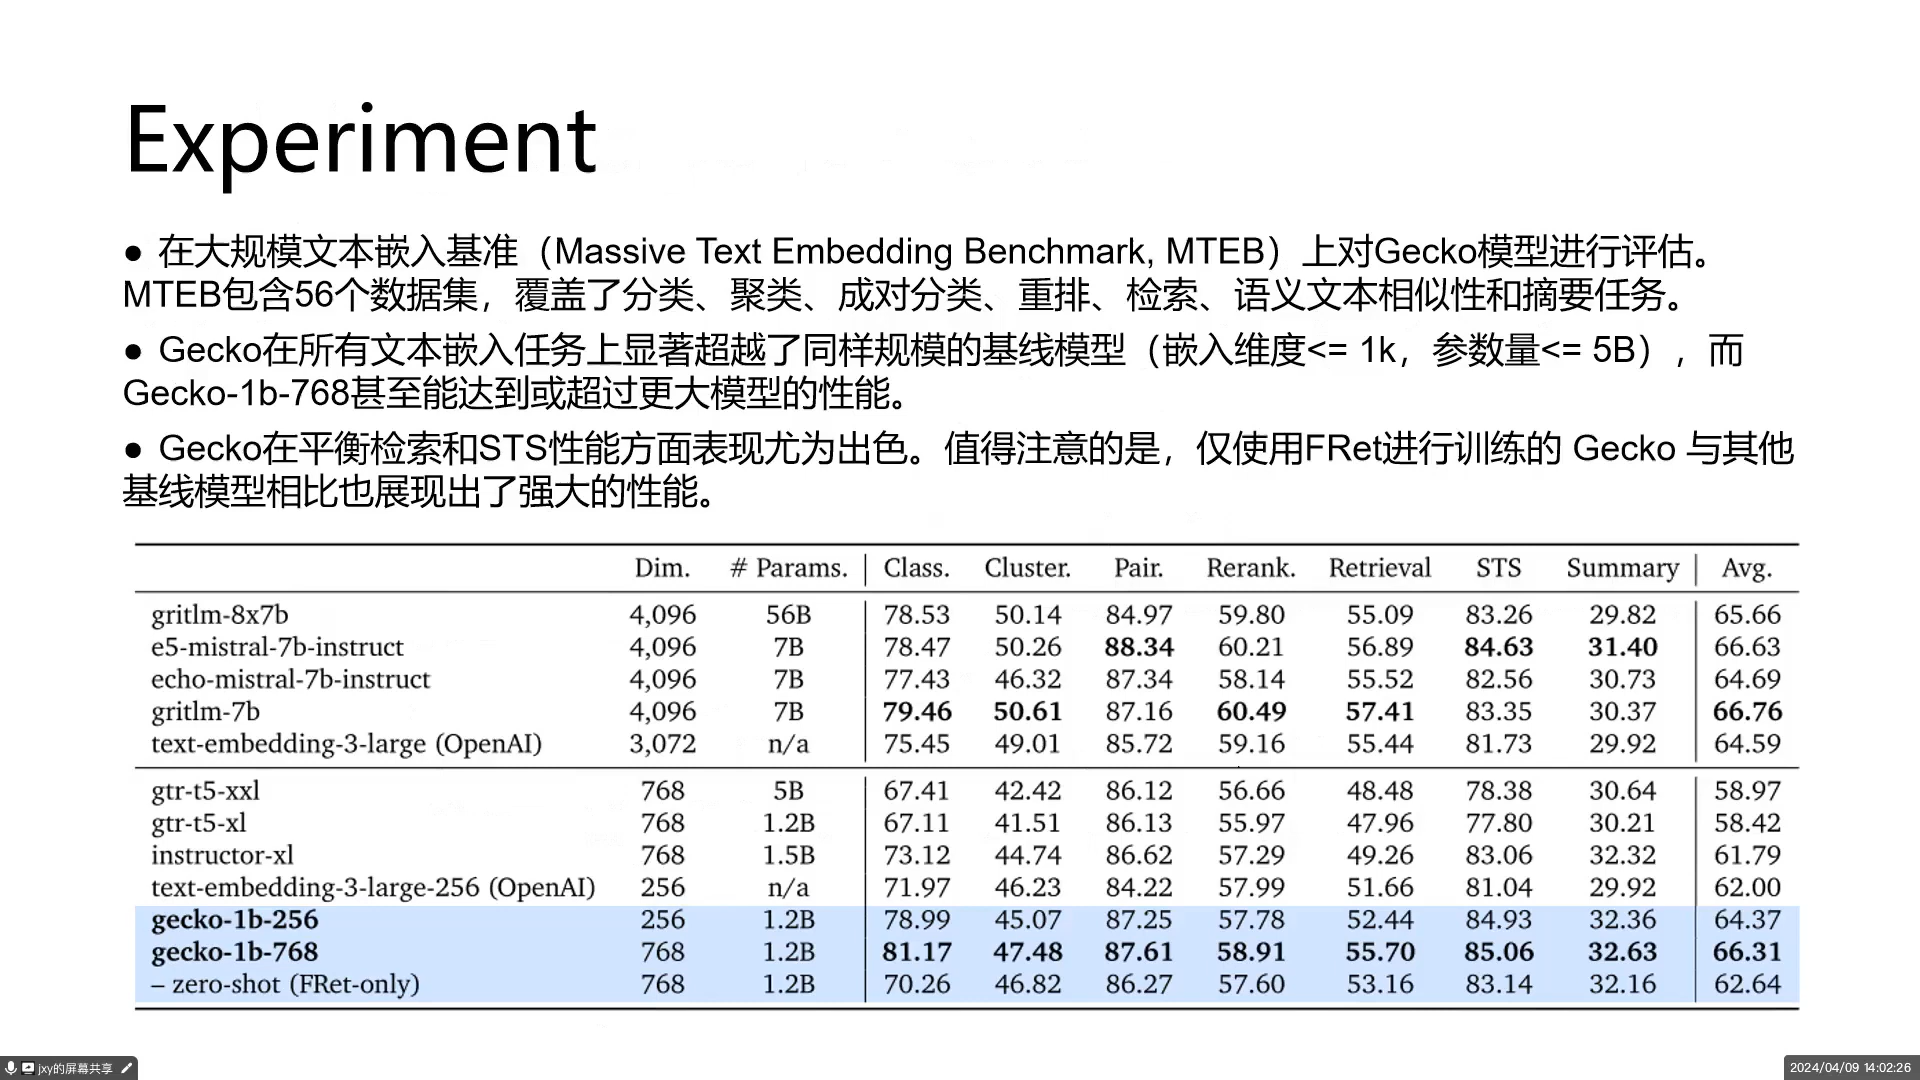 Experiment
● 在大规模文本嵌入基准（Massive Text Embedding Benchmark, MTEB）上对Gecko模型进行评估。
MTEB包含56个数据集，覆盖了分类、聚类、成对分类、重排、检索、语义文本相似性和摘要任务。
● Gecko在所有文本嵌入任务上显著超越了同样规模的基线模型（嵌入维度<= 1k，参数量<= 5B），而
Gecko-1b-768甚至能达到或超过更大模型的性能。
● Gecko在平衡检索和STS性能方面表现尤为出色。值得注意的是，仅使用FRet进行训练的 Gecko 与其他
基线模型相比也展现出了强大的性能。
Dim. # Params. Class. Cluster. Pair. Rerank. Retrieval STS Summary Avg.
gritlm-8x7b 4,096 56B 78.53 50.14 84.97 59.80 55.09 83.26 29.82 65.66
e5-mistral-7b-instruct 4,096 7B 78.47 50.26 88.34 60.21 56.89 84.63 31.40 66.63
echo-mistral-7b-instruct 4,096 7B 77.43 46.32 87.34 58.14 55.52 82.56 30.73 64.69
gritlm-7b 4,096 7B 79.46 50.61 87.16 60.49 57.41 83.35 30.37 66.76
text-embedding-3-large (OpenAI) 3,072 n/a 75.45 49.01 85.72 59.16 55.44 81.73 29.92 64.59
gtr-t5-xxl 768 5B 67.41 42.42 86.12 56.66 48.48 78.38 30.64 58.97
gtr-t5-xl 768 1.2B 67.11 41.51 86.13 55.97 47.96 77.80 30.21 58.42
instructor-xl 768 1.5B 73.12 44.74 86.62 57.29 49.26 83.06 32.32 61.79
text-embedding-3-large-256 (OpenAI) 256 n/a 71.97 46.23 84.22 57.99 51.66 81.04 29.92 62.00
gecko-1b-256 256 1.2B 78.99 45.07 87.25 57.78 52.44 84.93 32.36 64.37
gecko-1b-768 768 1.2B 81.17 47.48 87.61 58.91 55.70 85.06 32.63 66.31
– zero-shot (FRet-only) 768 1.2B 70.26 46.82 86.27 57.60 53.16 83.14 32.16 62.64
jxy的屏幕共享
2024/04/09 14:02:26